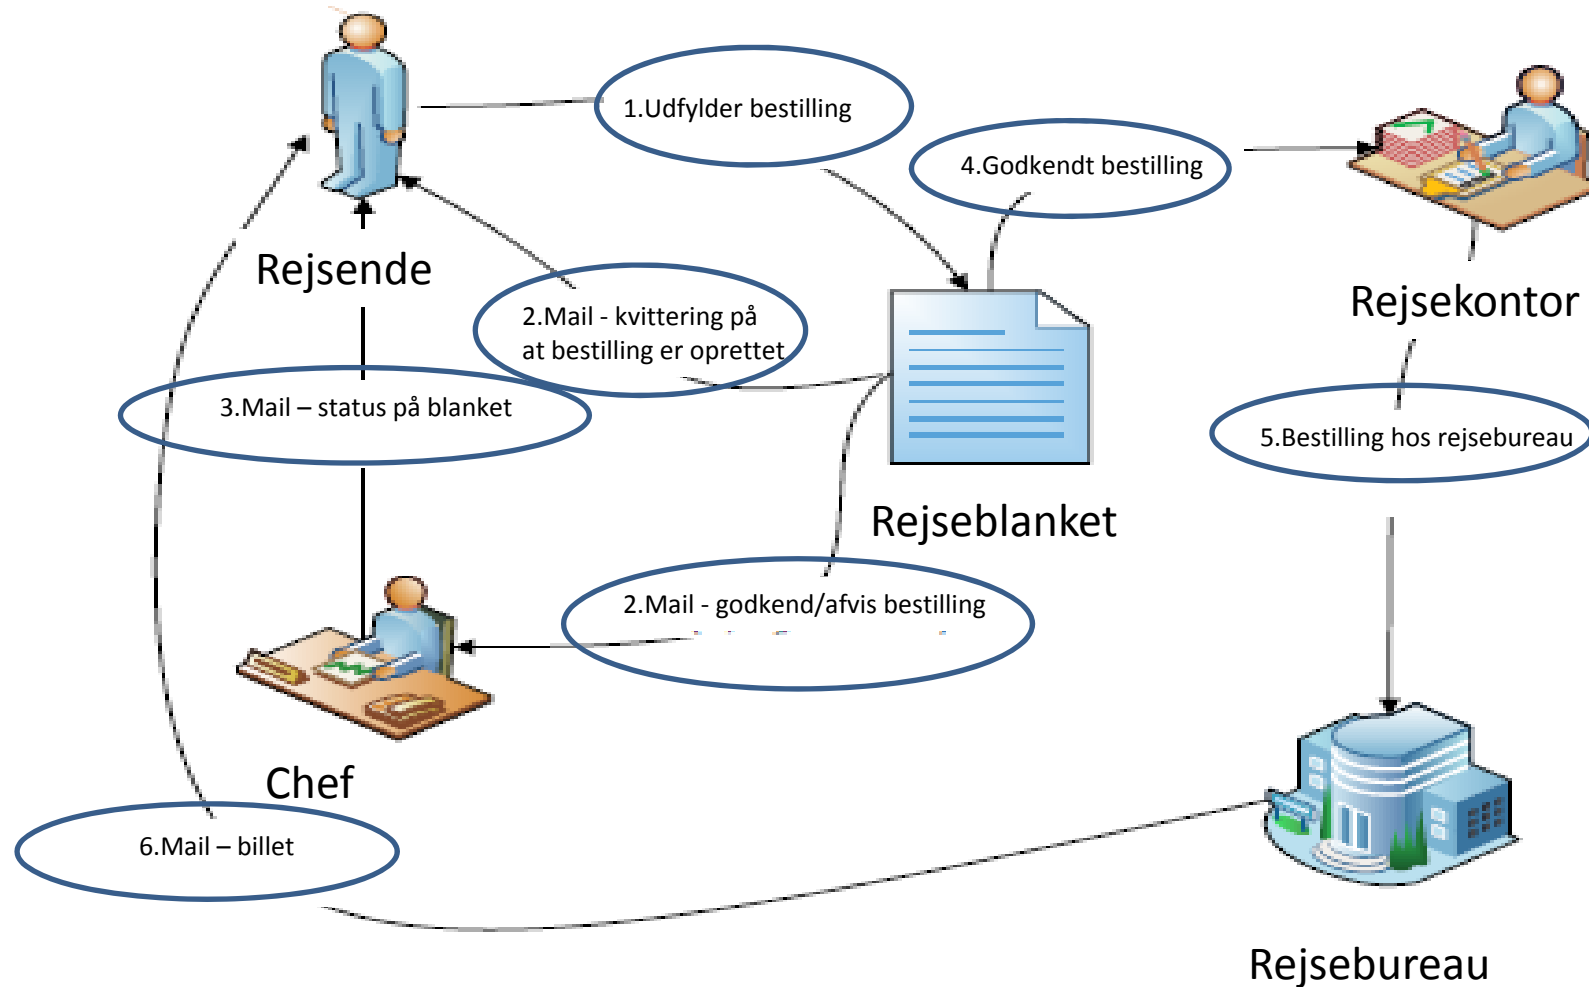 1.Udfylder bestilling
4.Godkendt bestilling
Rejsende
2.Mail - kvittering på
at bestilling er oprettet
Rejsekontor
3.Mail – status på blanket
5.Bestilling hos rejsebureau
Rejseblanket
2.Mail - godkend/afvis bestilling
Chef
6.Mail – billet
Rejsebureau